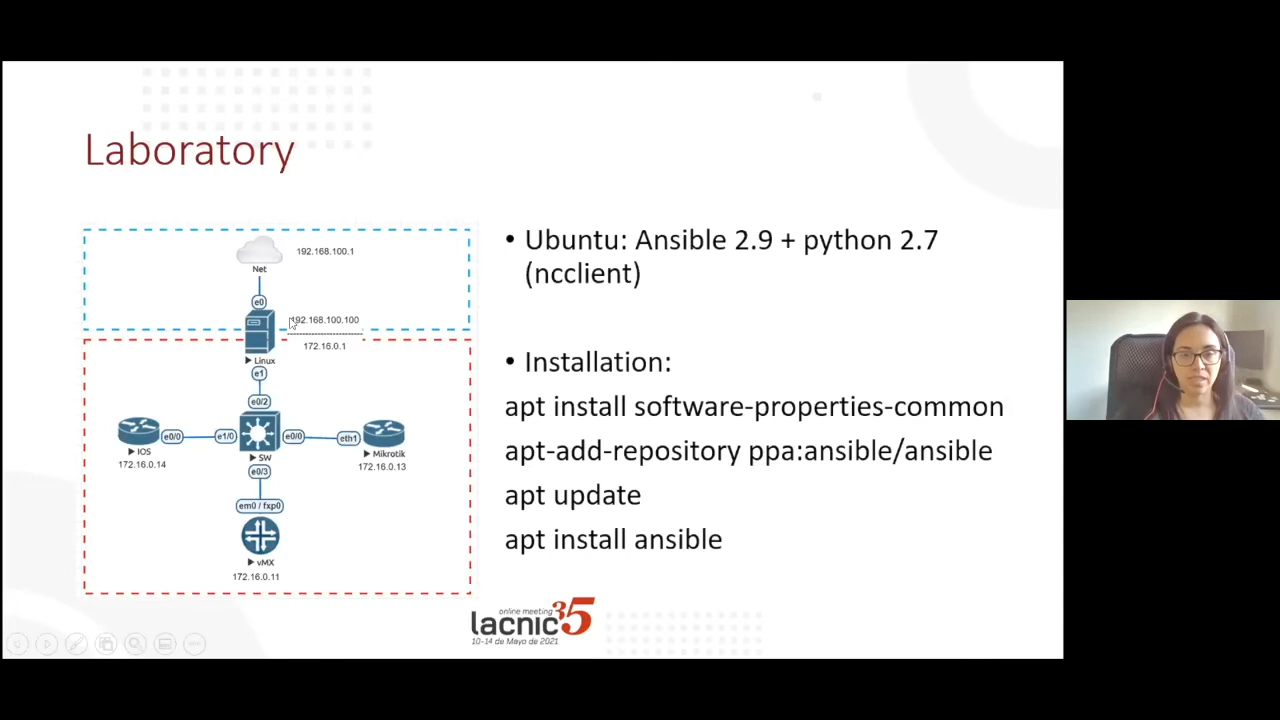 Laboratory
192.168.100.1
Net
e0
192.168.100.100
172.16.0.1
Linux
e1
e0/2
e0/0
e1/0
e0/0
eth1
IOS
SW
Mikrotik
172.16.0.14
172.16.0.13
e0/3
em0 / fxp0
vMX
172.16.0.11
• Ubuntu: Ansible 2.9 + python 2.7
(ncclient)
• Installation:
apt install software-properties-common
apt-add-repository ppa:ansible/ansible
apt update
apt install ansible
online meeting
lacnic35
10-14 de Mayo de 2021